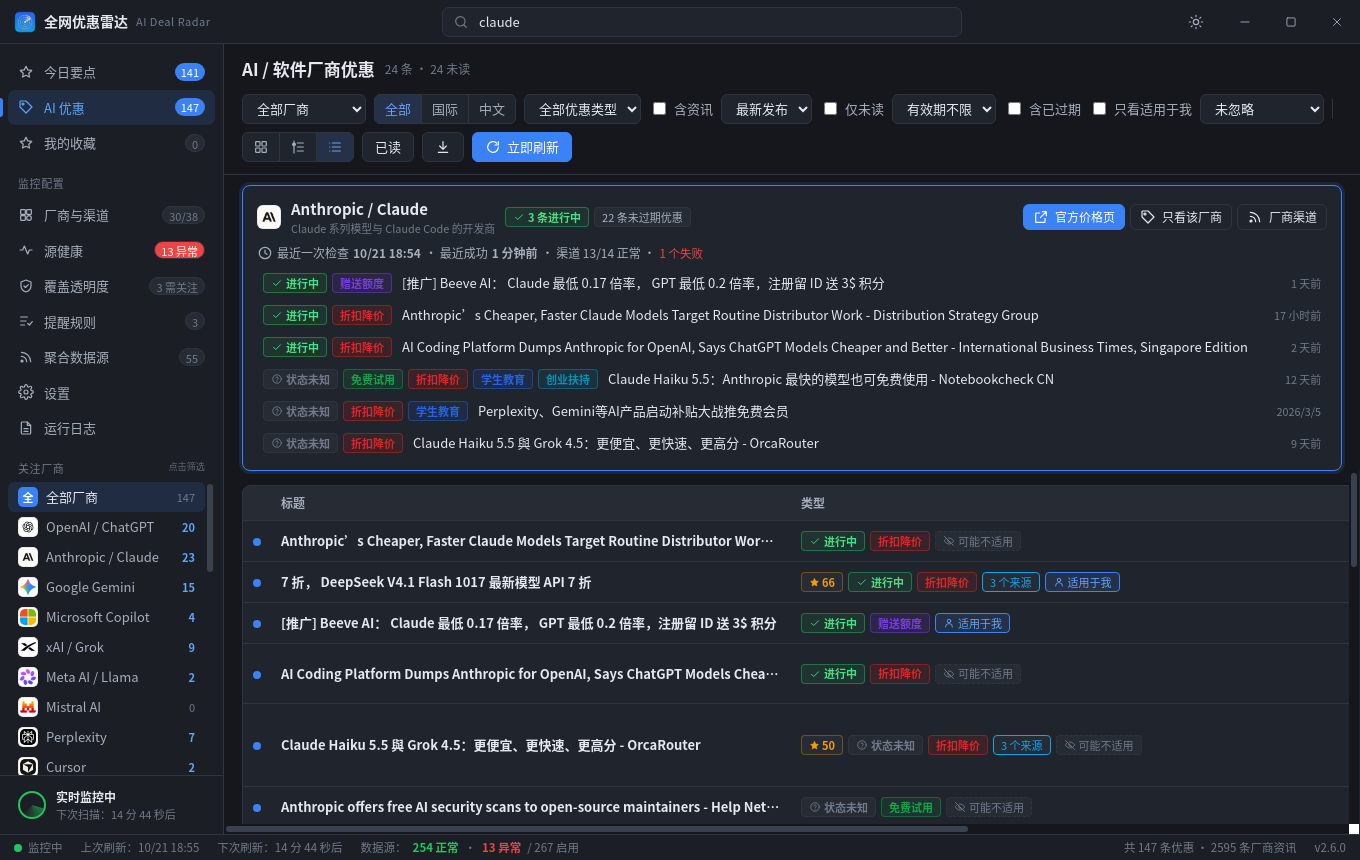 全网优惠雷达 AI Deal Radar
claude
今日要点 141
AI 优惠 147
我的收藏 0
监控配置
厂商与渠道 30/38
源健康 13 异常
覆盖透明度 3 需关注
提醒规则 3
聚合数据源 55
设置
运行日志
关注厂商 点击筛选
全 全部厂商 147
OpenAI / ChatGPT 20
Anthropic / Claude 23
Google Gemini 15
Microsoft Copilot 4
xAI / Grok 9
Meta AI / Llama 2
Mistral AI 0
Perplexity 7
Cursor 2
实时监控中
下次扫描：14 分 44 秒后
AI / 软件厂商优惠 24 条 · 24 未读
全部厂商 全部 国际 中文 全部优惠类型 含资讯 最新发布 仅未读 有效期不限 含已过期 只看适用于我 未忽略
已读 立即刷新
Anthropic / Claude
Claude 系列模型与 Claude Code 的开发商
3 条进行中 22 条未过期优惠 官方价格页 只看该厂商 厂商渠道
最近一次检查 10/21 18:54 · 最近成功 1 分钟前 · 渠道 13/14 正常 · 1 个失败
进行中 赠送额度 [推广] Beeve AI： Claude 最低 0.17 倍率， GPT 最低 0.2 倍率，注册留 ID 送 3$ 积分 1 天前
进行中 折扣降价 Anthropic’s Cheaper, Faster Claude Models Target Routine Distributor Work - Distribution Strategy Group 17 小时前
进行中 折扣降价 AI Coding Platform Dumps Anthropic for OpenAI, Says ChatGPT Models Cheaper and Better - International Business Times, Singapore Edition 2 天前
状态未知 免费试用 折扣降价 学生教育 创业扶持 Claude Haiku 5.5：Anthropic 最快的模型也可免费使用 - Notebookcheck CN 12 天前
状态未知 折扣降价 学生教育 Perplexity、Gemini等AI产品启动补贴大战推免费会员 2026/3/5
状态未知 折扣降价 Claude Haiku 5.5 與 Grok 4.5：更便宜、更快速、更高分 - OrcaRouter 9 天前
标题 类型
Anthropic’s Cheaper, Faster Claude Models Target Routine Distributor Wor… 进行中 折扣降价 可能不适用
7 折， DeepSeek V4.1 Flash 1017 最新模型 API 7 折 66 进行中 折扣降价 3 个来源 适用于我
[推广] Beeve AI： Claude 最低 0.17 倍率， GPT 最低 0.2 倍率，注册留 ID 送 3$ 积分 进行中 赠送额度 适用于我
AI Coding Platform Dumps Anthropic for OpenAI, Says ChatGPT Models Chea… 进行中 折扣降价 可能不适用
Claude Haiku 5.5 與 Grok 4.5：更便宜、更快速、更高分 - OrcaRouter 50 状态未知 折扣降价 3 个来源 可能不适用
Anthropic offers free AI security scans to open-source maintainers - Help Net… 状态未知 免费试用 可能不适用
监控中 上次刷新：10/21 18:55 下次刷新：14 分 44 秒后 数据源： 254 正常 · 13 异常 / 267 启用 共 147 条优惠 · 2595 条厂商资讯 v2.6.0